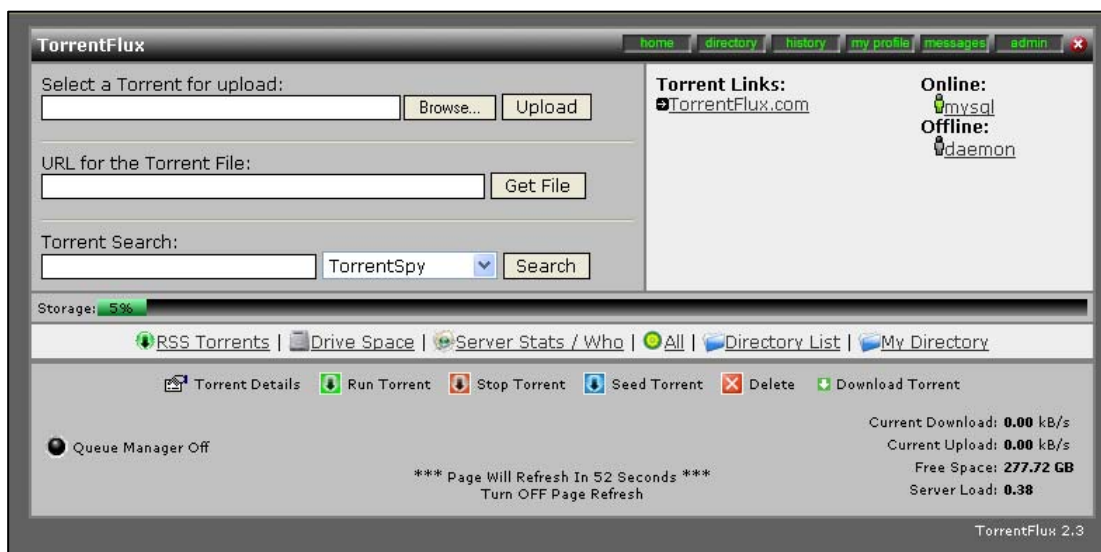 TorrentFlux
home directory history my profile messages admin
Select a Torrent for upload:
Browse... Upload
URL for the Torrent File:
Get File
Torrent Search:
TorrentSpy Search
Torrent Links:
TorrentFlux.com
Online:
mysql
Offline:
daemon
Storage: 5%
RSS Torrents | Drive Space | Server Stats / Who | All | Directory List | My Directory
Torrent Details Run Torrent Stop Torrent Seed Torrent Delete Download Torrent
Queue Manager Off
*** Page Will Refresh In 52 Seconds ***
Turn OFF Page Refresh
Current Download: 0.00 kB/s
Current Upload: 0.00 kB/s
Free Space: 277.72 GB
Server Load: 0.38
TorrentFlux 2.3